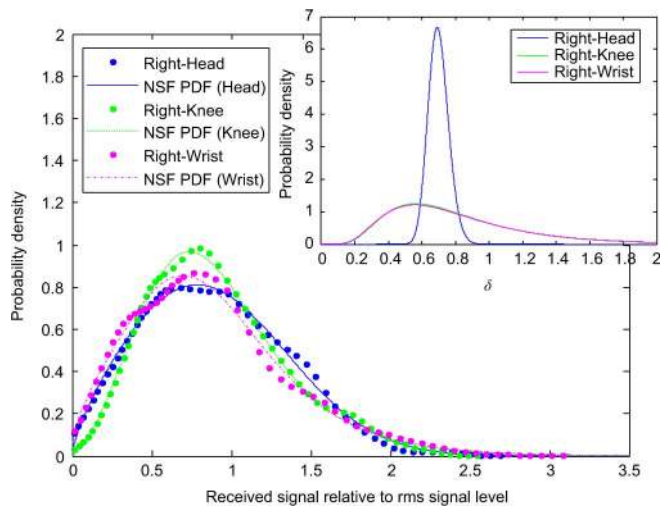 2
1.8
1.6
1.4
1.2
1
0.8
0.6
0.4
0.2
0
Probability density
Right-Head
NSF PDF (Head)
Right-Knee
NSF PDF (Knee)
Right-Wrist
NSF PDF (Wrist)
0 0.5 1 1.5 2 2.5 3 3.5
Received signal relative to rms signal level
7
6
5
4
3
2
1
0
Probability density
Right-Head
Right-Knee
Right-Wrist
0 0.2 0.4 0.6 0.8 1 1.2 1.4 1.6 1.8 2
δ